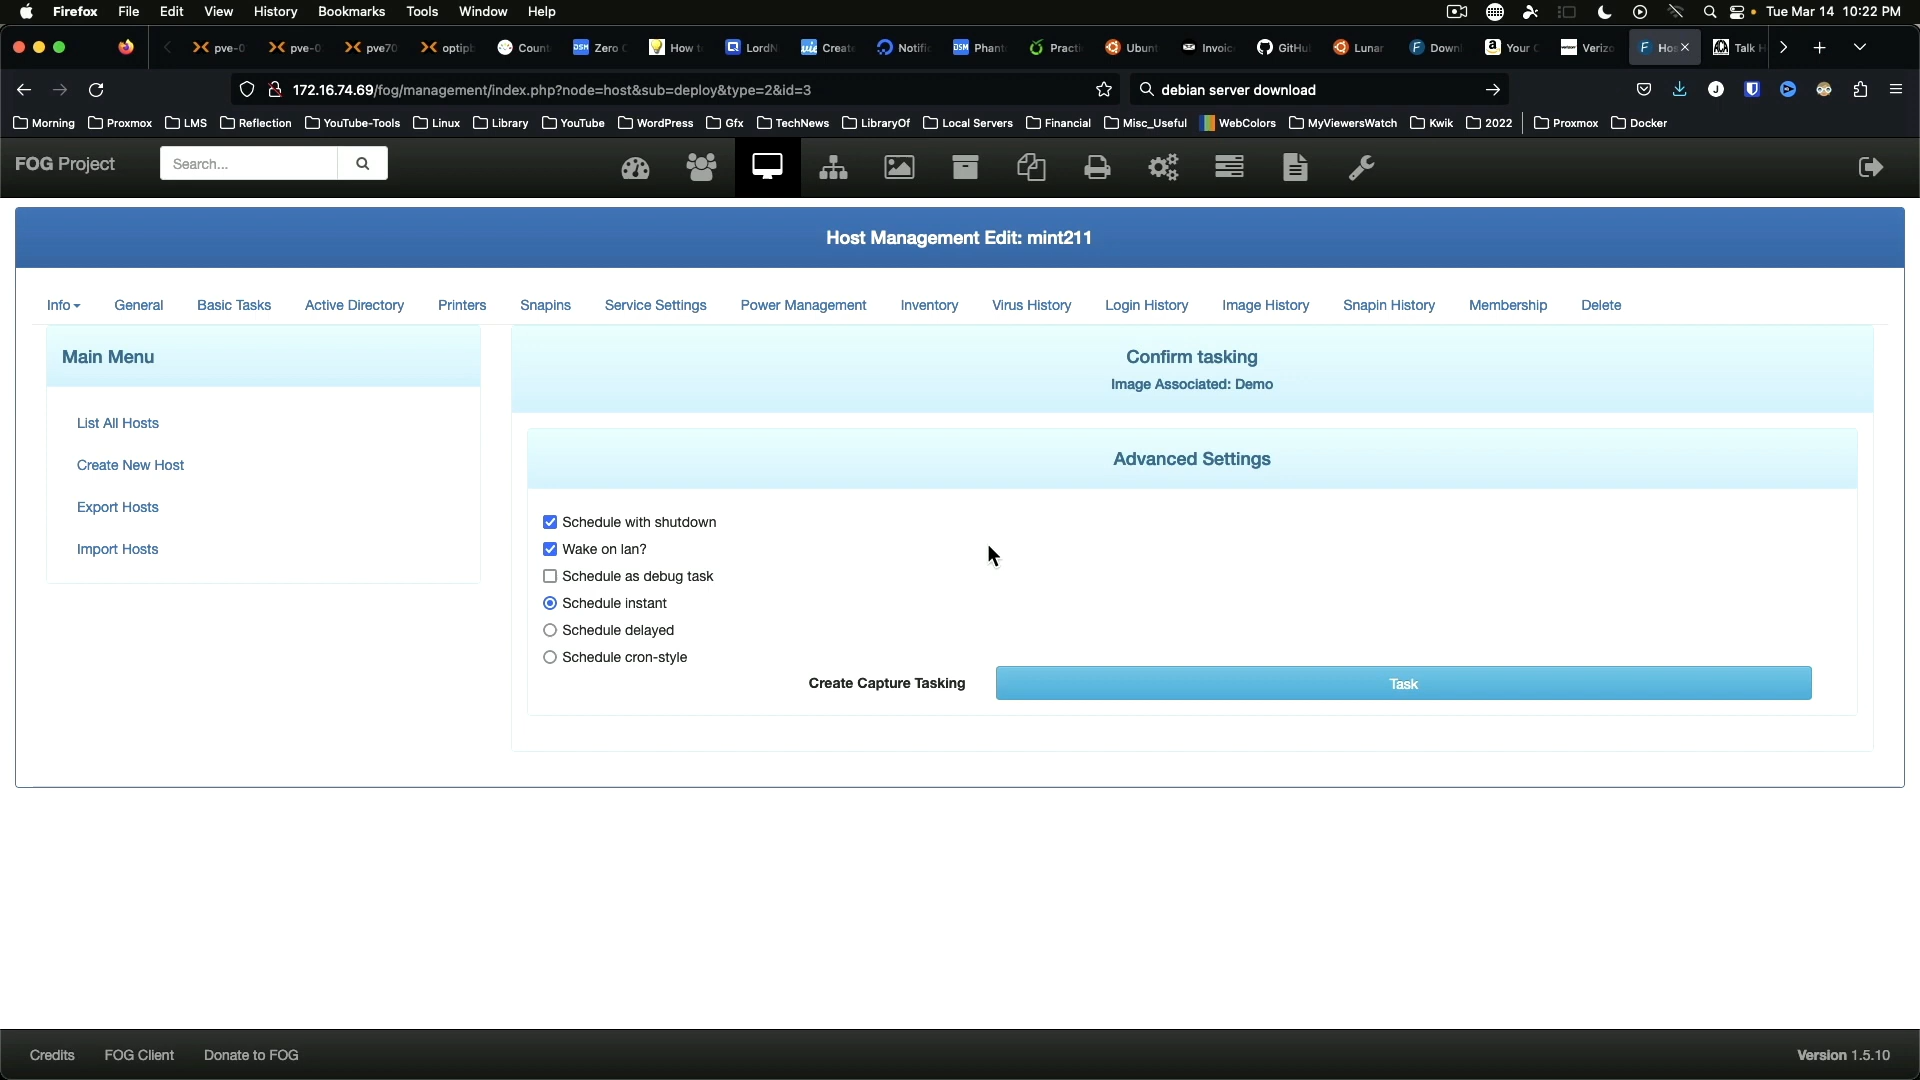 Firefox File Edit View History Bookmarks Tools Window Help Tue Mar 14 10:22 PM
pve-0 pve-0 pve70 optip Count Zero How t LordN Create Notific Phant Practi Ubunt Invoic GitHu Lunar Downl Your Verizo Hos Talk H
172.16.74.69/fog/management/index.php?node=host&sub=deploy&type=2&id=3 debian server download
Morning Proxmox LMS Reflection YouTube-Tools Linux Library YouTube WordPress Gfx TechNews LibraryOf Local Servers Financial Misc_Useful WebColors MyViewersWatch Kwik 2022 Proxmox Docker
FOG Project Search...
Host Management Edit: mint211
Info General Basic Tasks Active Directory Printers Snapins Service Settings Power Management Inventory Virus History Login History Image History Snapin History Membership Delete
Main Menu
List All Hosts
Create New Host
Export Hosts
Import Hosts
Confirm tasking
Image Associated: Demo
Advanced Settings
Schedule with shutdown
Wake on lan?
Schedule as debug task
Schedule instant
Schedule delayed
Schedule cron-style
Create Capture Tasking Task
Credits FOG Client Donate to FOG Version 1.5.10